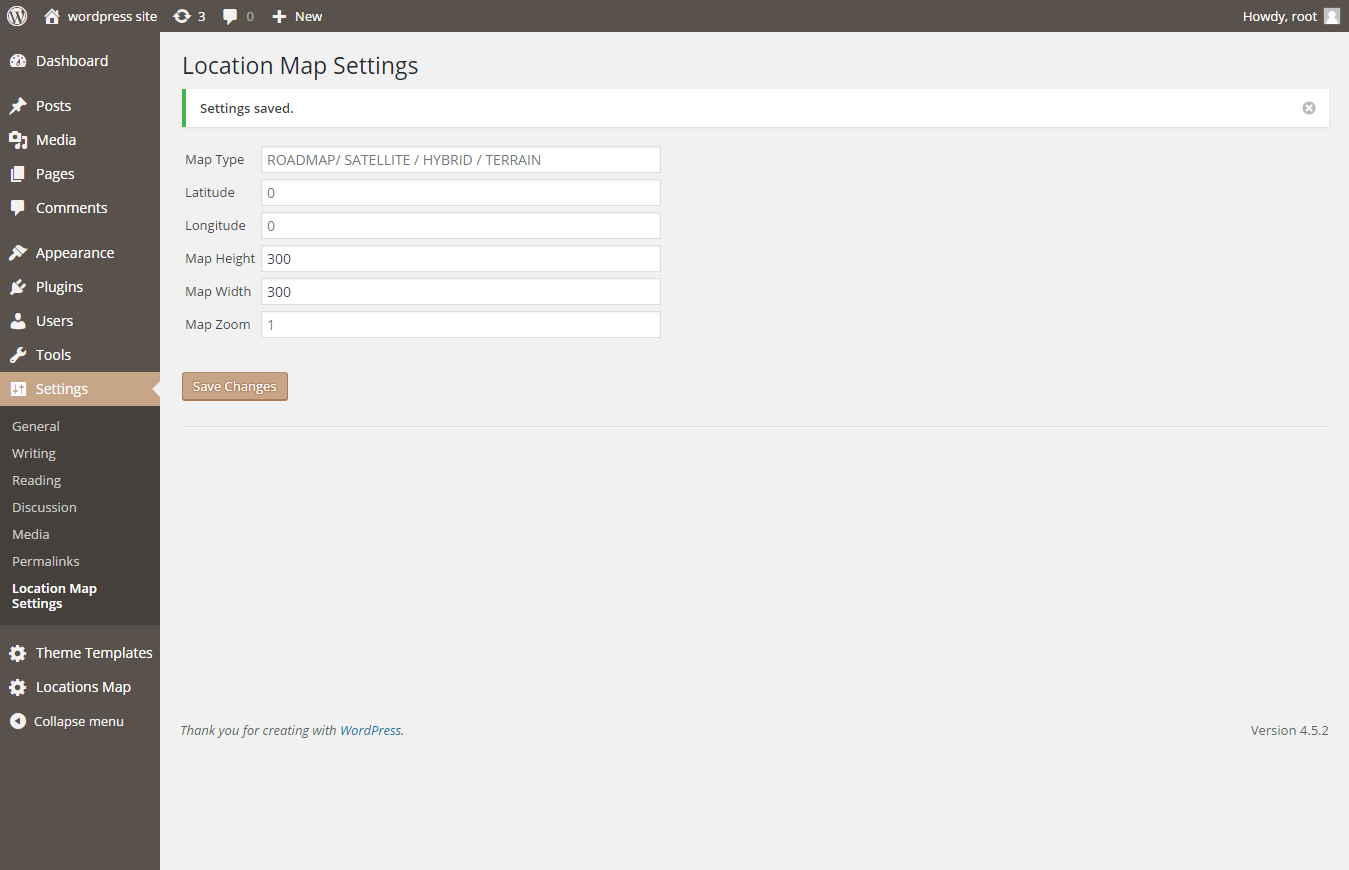 wordpress site 3 0 New Howdy, root
Dashboard
Posts
Media
Pages
Comments
Appearance
Plugins
Users
Tools
Settings
General
Writing
Reading
Discussion
Media
Permalinks
Location Map
Settings
Theme Templates
Locations Map
Collapse menu
Location Map Settings
Settings saved.
Map Type ROADMAP/ SATELLITE / HYBRID / TERRAIN
Latitude 0
Longitude 0
Map Height 300
Map Width 300
Map Zoom 1
Save Changes
Thank you for creating with WordPress. Version 4.5.2